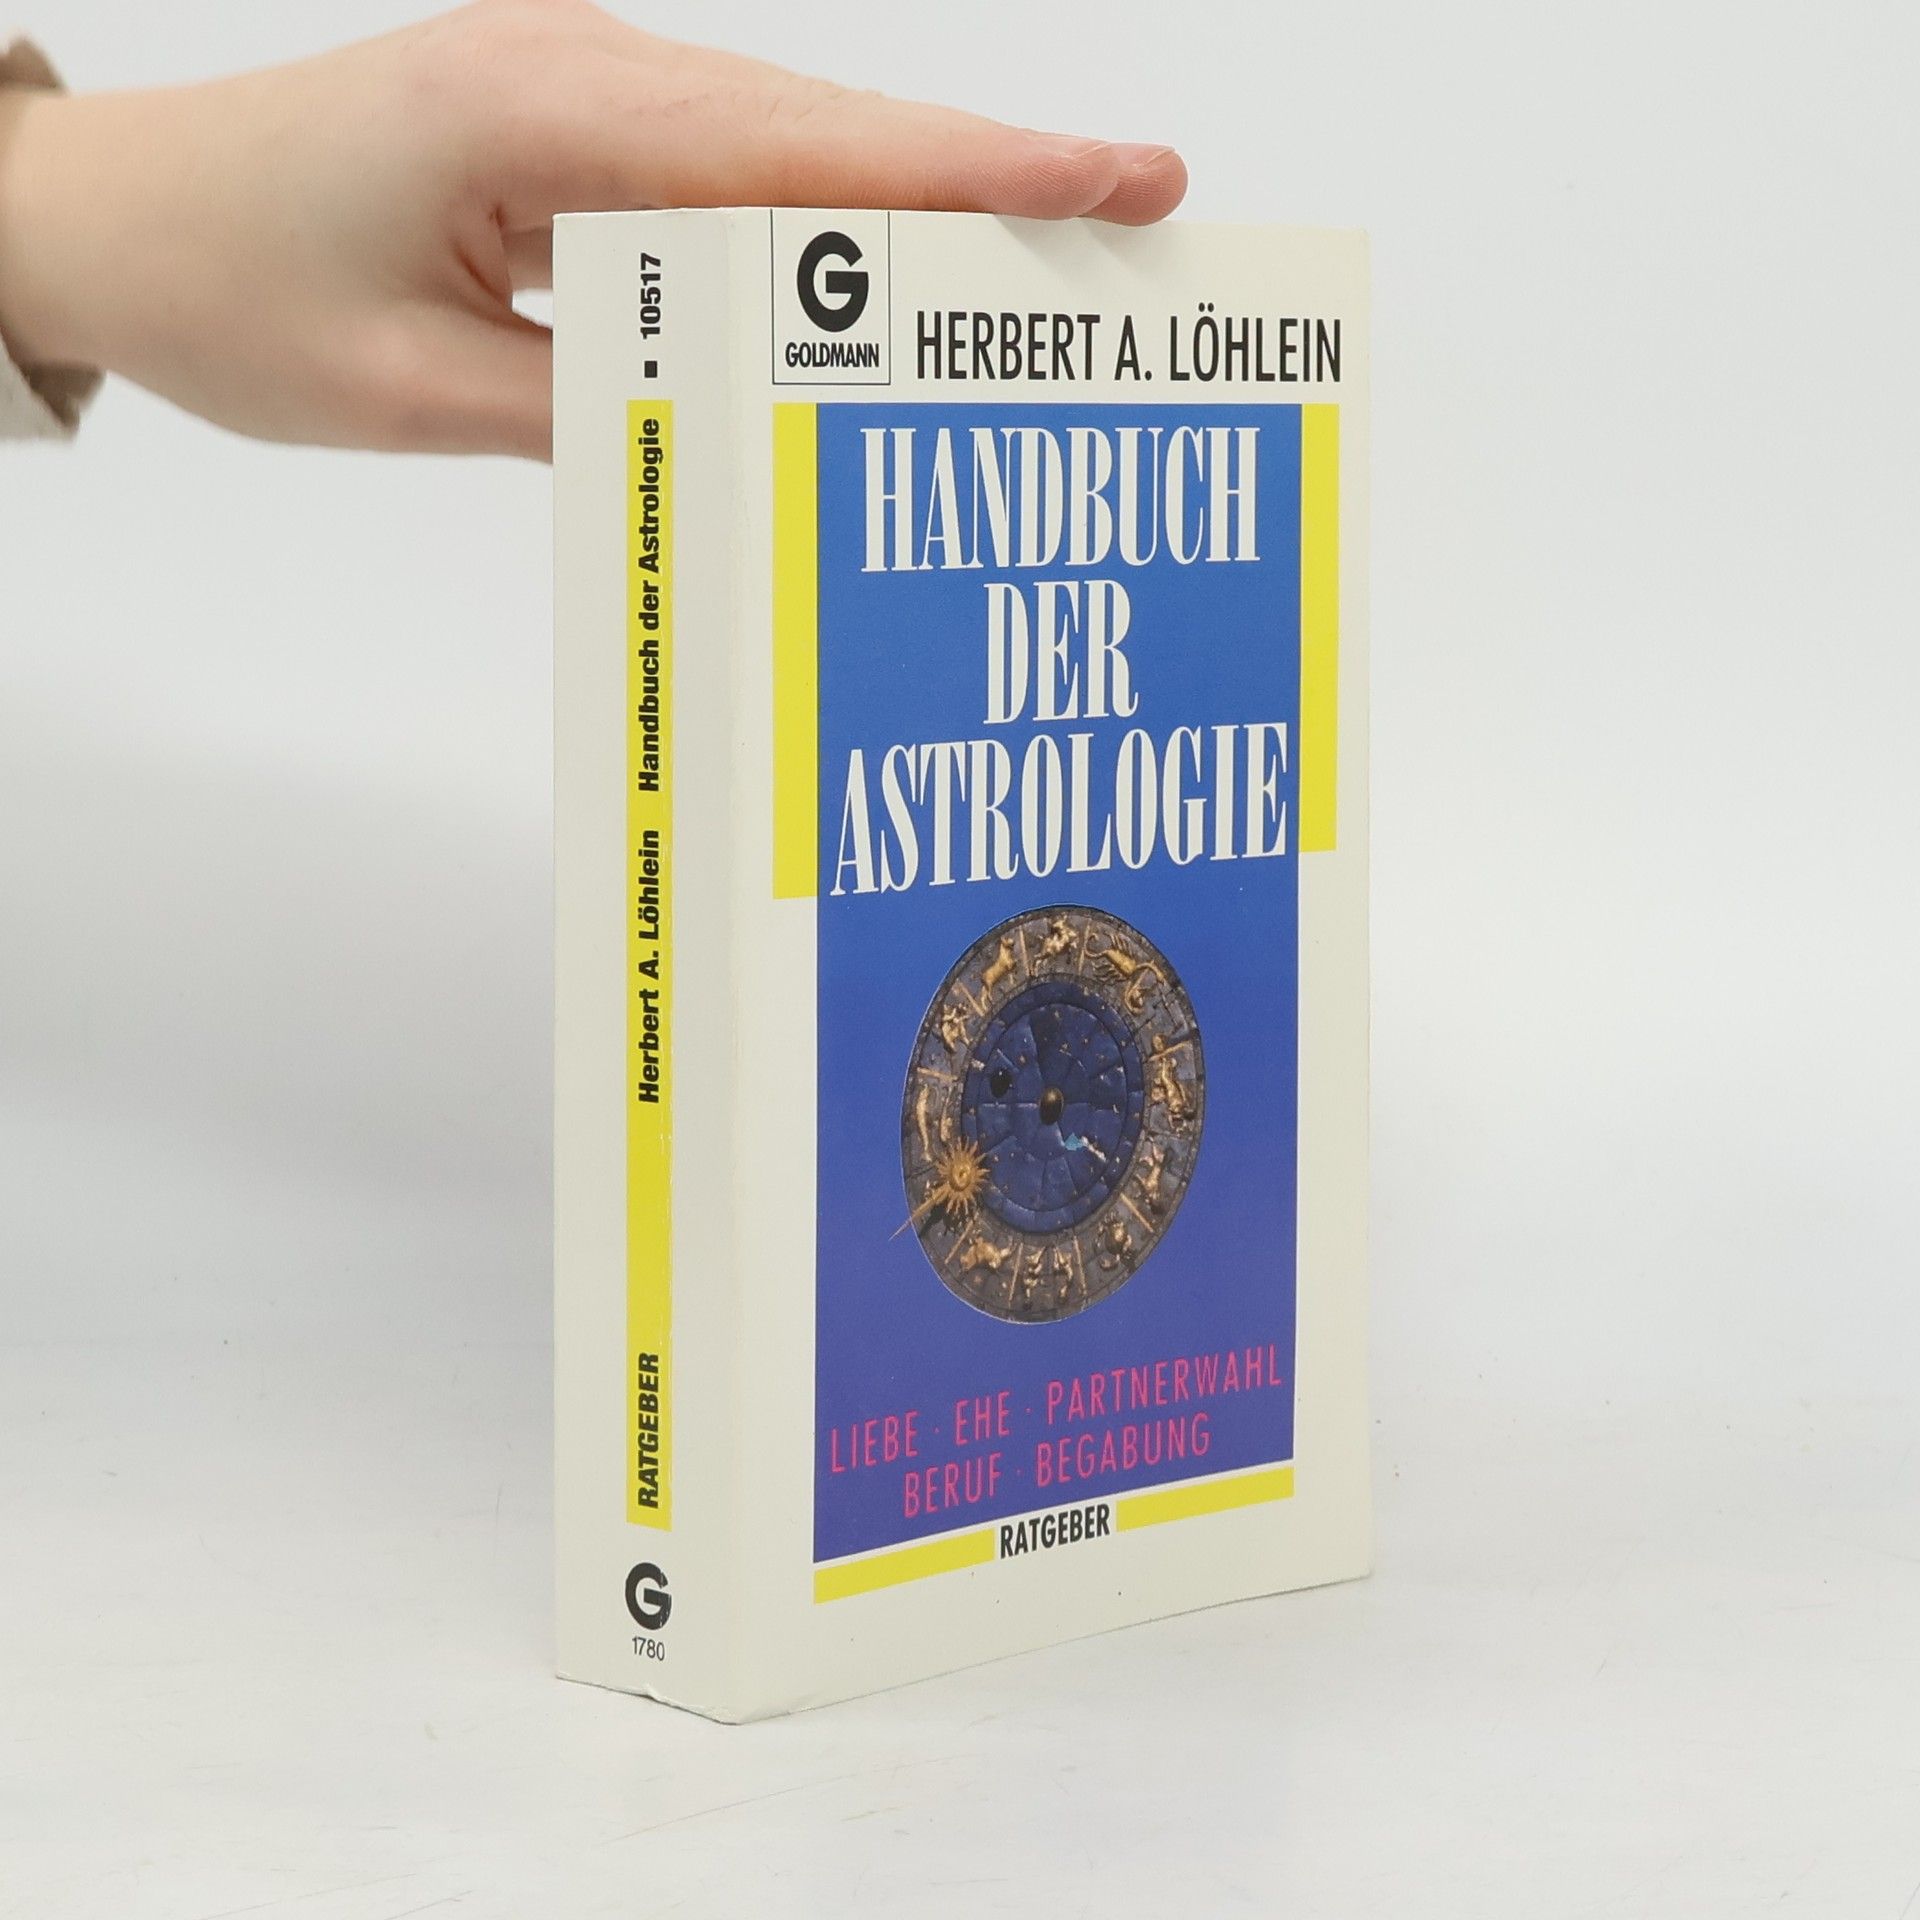 10517
Herbert A. Löhlein Handbuch der Astrologie
RATGEBER
G
1780
G
GOLDMANN
HERBERT A. LÖHLEIN
HANDBUCH
DER
ASTROLOGIE
LIEBE · EHE · PARTNERWAHL
BERUF · BEGABUNG
RATGEBER